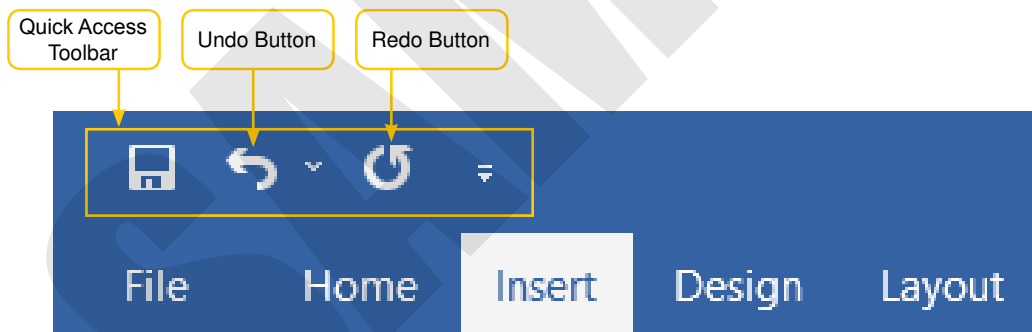 Quick Access
Toolbar
Undo Button
Redo Button
File
Home
Insert
Design
Layout